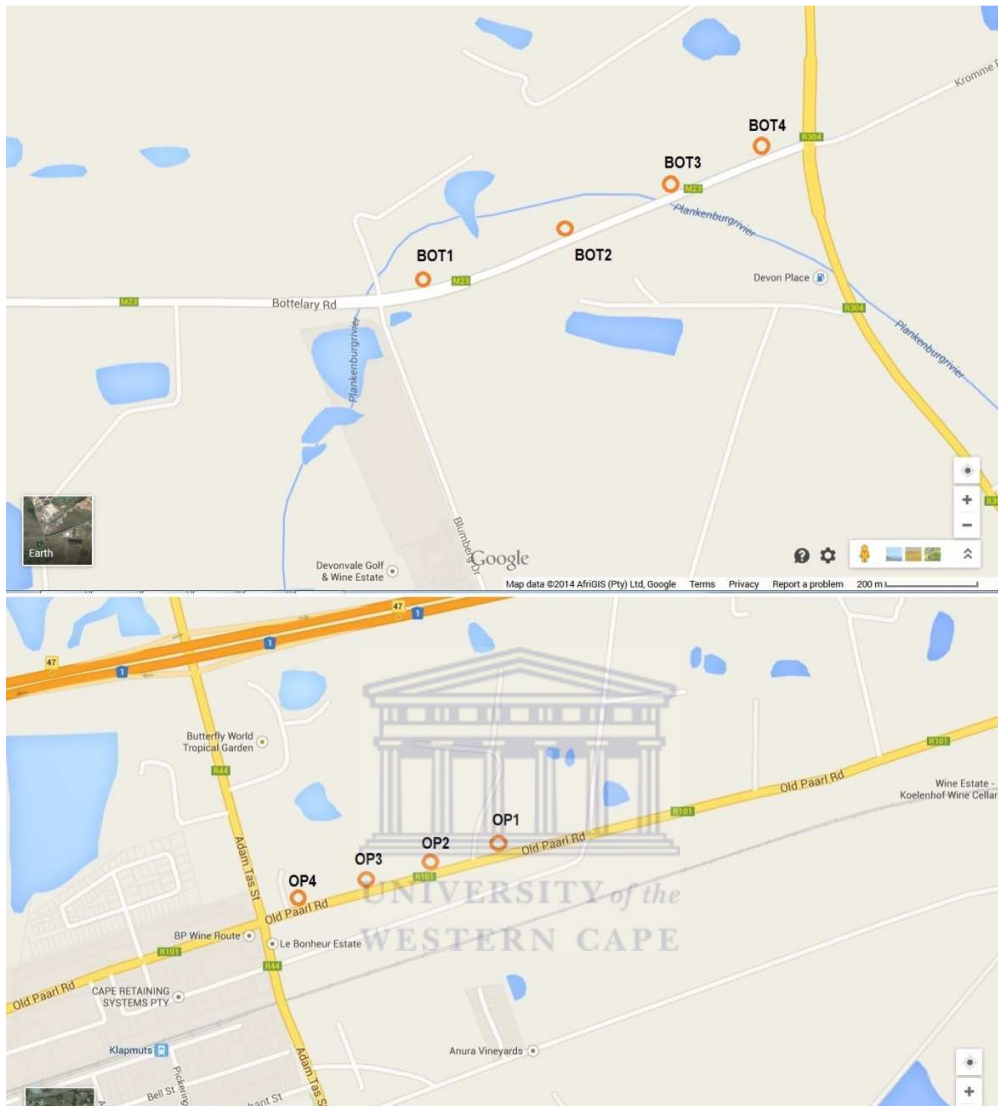 Kromme R
R304
BOT4
BOT3
M23
Plankenburgrivier
BOT1
BOT2
M23
Devon Place
M23
Bottelary Rd
R304
Plankenburgrivier
Plankenburgrivier
Earth
Blumberg Dr
Google
Devonvale Golf
& Wine Estate
Map data ©2014 AfriGIS (Pty) Ltd, Google Terms Privacy Report a problem 200 m
47
1
1
47
1
Butterfly World
Tropical Garden
R44
R101
Old Paarl Rd
Wine Estate -
Koelenhof Wine Cellar
R101
OP1
Old Paarl Rd
OP2
OP3
R101
OP4
Adam Tas St
Old Paarl Rd
UNIVERSITY of the
WESTERN CAPE
BP Wine Route
Le Bonheur Estate
R101
R44
CAPE RETAINING
SYSTEMS PTY
Old Paarl Rd
Klapmuts
Anura Vineyards
Adam Tas S
Bell St
Pickering
hant St